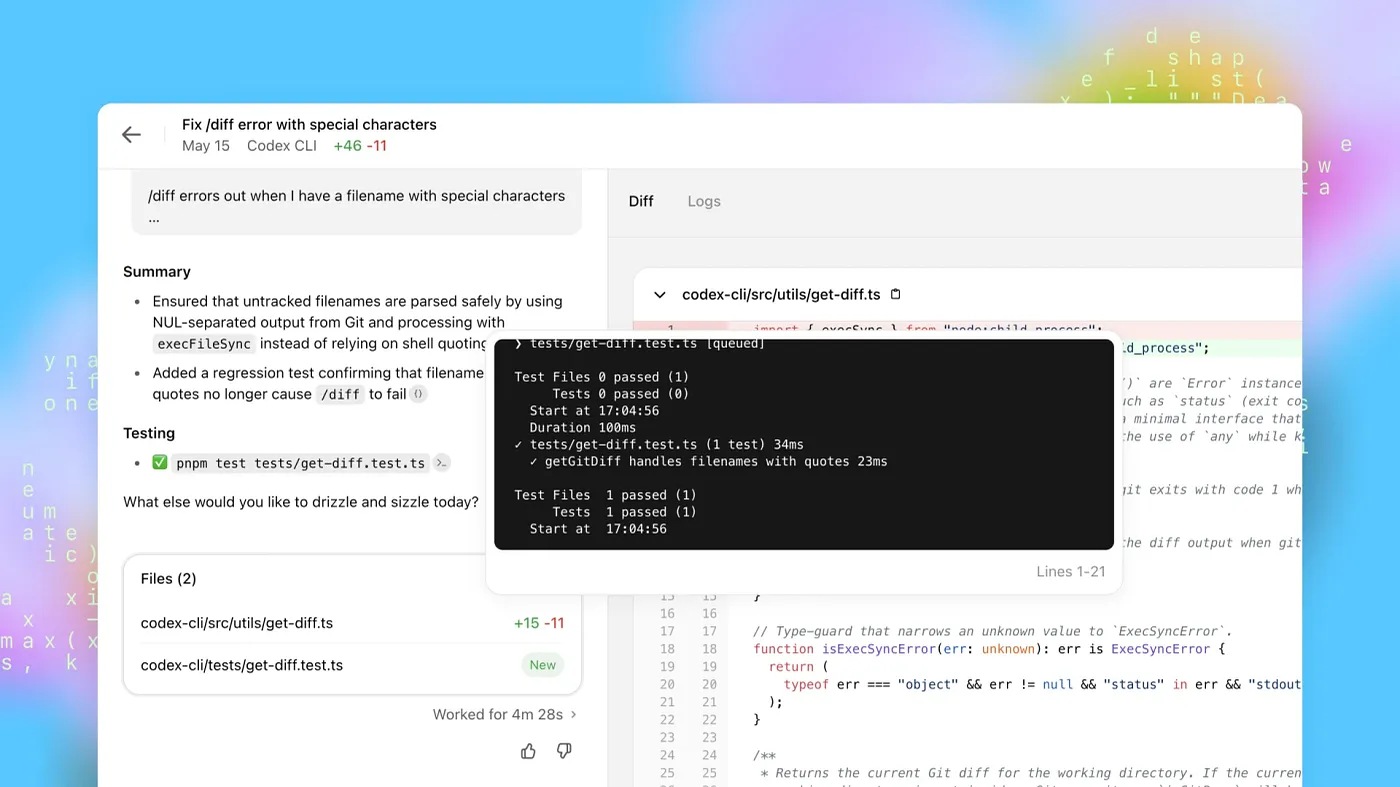 d e
f shap
e _list(
x ): """Dea
e
ow
ta
Fix /diff error with special characters
May 15 Codex CLI +46 -11
/diff errors out when I have a filename with special characters
...
Summary
• Ensured that untracked filenames are parsed safely by using
NUL-separated output from Git and processing with
execFileSync instead of relying on shell quoting
• Added a regression test confirming that filename
quotes no longer cause /diff to fail
Testing
• ✅ pnpm test tests/get-diff.test.ts
What else would you like to drizzle and sizzle today?
Files (2)
codex-cli/src/utils/get-diff.ts +15 -11
codex-cli/tests/get-diff.test.ts New
Worked for 4m 28s >
Diff Logs
codex-cli/src/utils/get-diff.ts
1 import { execSync } from "node:child_process";
ld_process";
)` are `Error` instance
uch as `status` (exit co
a minimal interface that
the use of `any` while k
git exits with code 1 wh
the diff output when git
❯ tests/get-diff.test.ts [queued]
Test Files 0 passed (1)
Tests 0 passed (0)
Start at 17:04:56
Duration 100ms
✓ tests/get-diff.test.ts (1 test) 34ms
✓ getGitDiff handles filenames with quotes 23ms
Test Files 1 passed (1)
Tests 1 passed (1)
Start at 17:04:56
Lines 1-21
15 15 }
16 16
17 17 // Type-guard that narrows an unknown value to `ExecSyncError`.
18 18 function isExecSyncError(err: unknown): err is ExecSyncError {
19 19 return (
20 20 typeof err === "object" && err != null && "status" in err && "stdout
21 21 );
22 22 }
23 23
24 24 /**
25 25 * Returns the current Git diff for the working directory. If the curren
yna
if
one
n
e
um
ate
ic)
o
a xi
x _
max(x
s, k